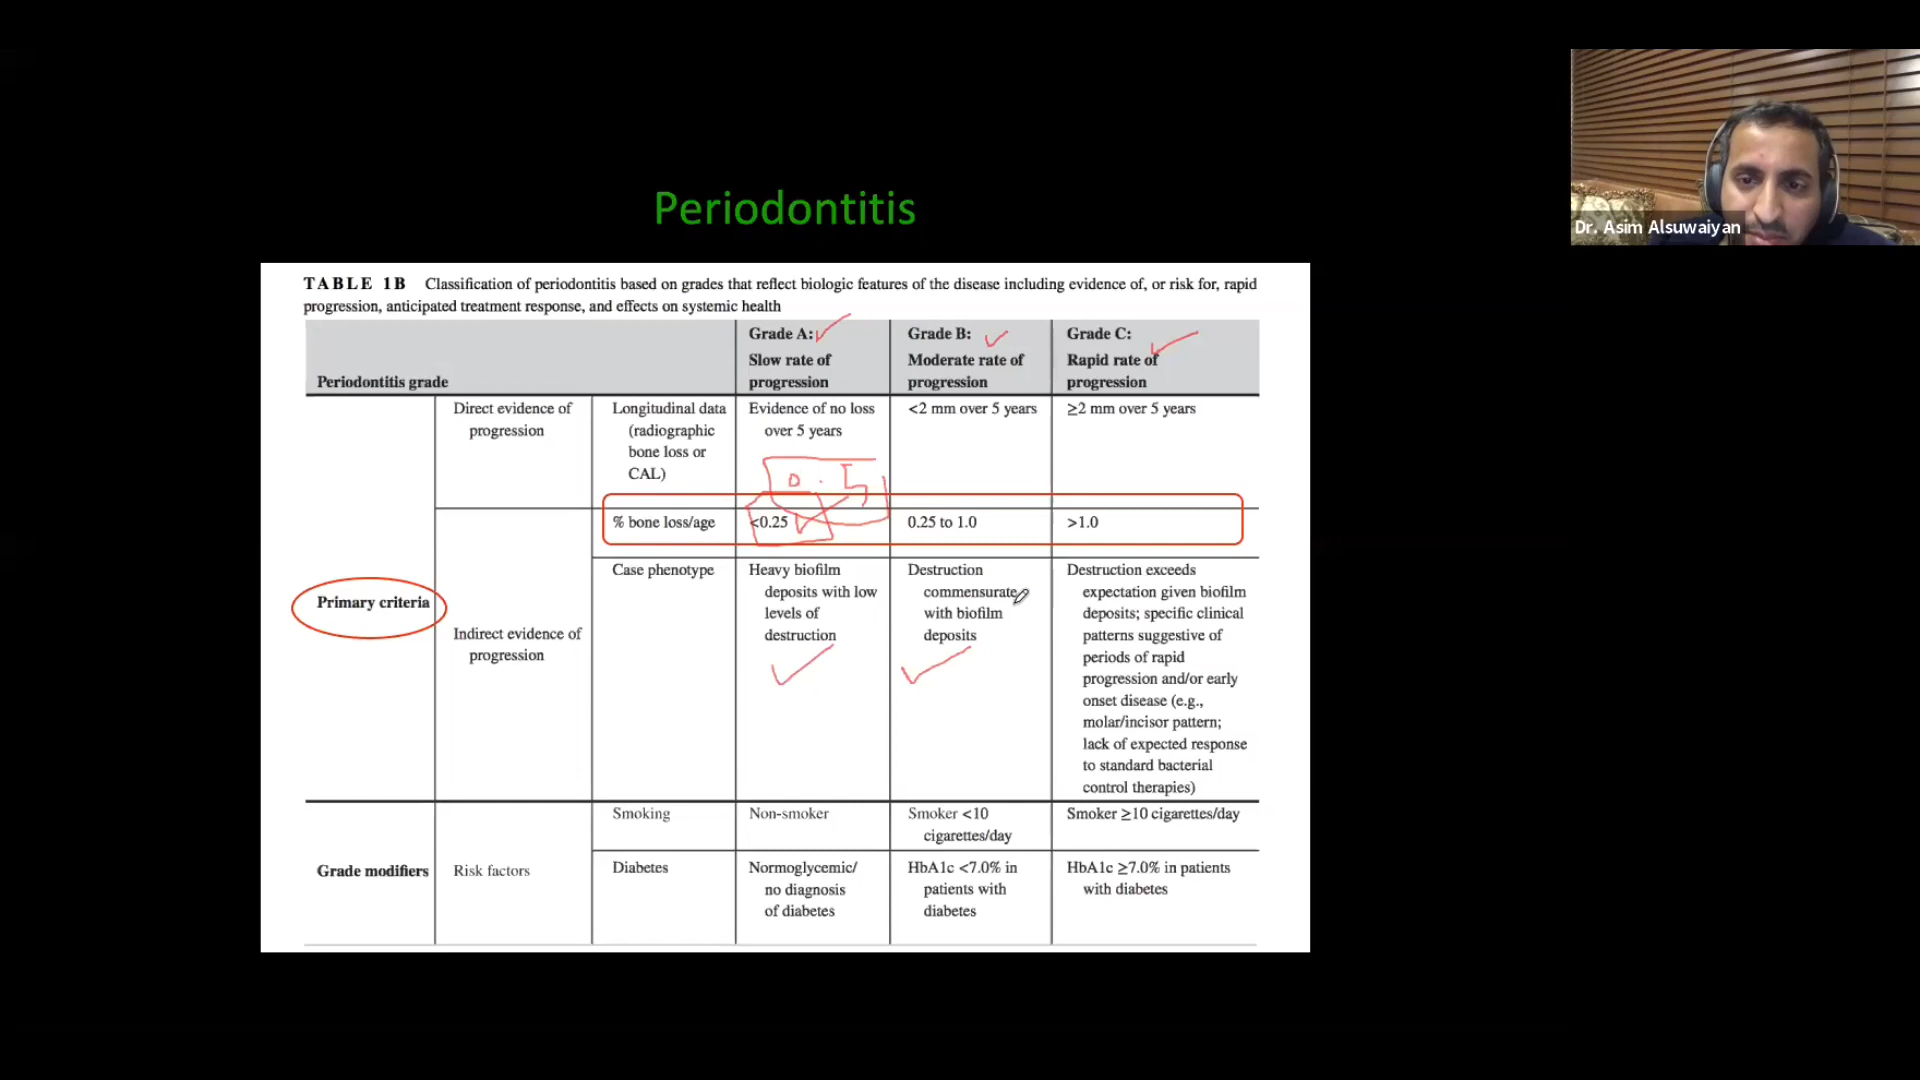 Dr. Asim Alsuwaiyan
Periodontitis
TABLE 1B Classification of periodontitis based on grades that reflect biologic features of the disease including evidence of, or risk for, rapid
progression, anticipated treatment response, and effects on systemic health
Periodontitis grade
Grade A:
Slow rate of
progression
Grade B:
Moderate rate of
progression
Grade C:
Rapid rate of
progression
Primary criteria
Direct evidence of
progression
Longitudinal data
(radiographic
bone loss or
CAL)
Evidence of no loss
over 5 years
<2 mm over 5 years
≥2 mm over 5 years
0.5
Indirect evidence of
progression
% bone loss/age
<0.25
0.25 to 1.0
>1.0
Case phenotype
Heavy biofilm
deposits with low
levels of
destruction
Destruction
commensurate
with biofilm
deposits
Destruction exceeds
expectation given biofilm
deposits; specific clinical
patterns suggestive of
periods of rapid
progression and/or early
onset disease (e.g.,
molar/incisor pattern;
lack of expected response
to standard bacterial
control therapies)
Grade modifiers
Risk factors
Smoking
Non-smoker
Smoker <10
cigarettes/day
Smoker ≥10 cigarettes/day
Diabetes
Normoglycemic/
no diagnosis
of diabetes
HbA1c <7.0% in
patients with
diabetes
HbA1c ≥7.0% in patients
with diabetes